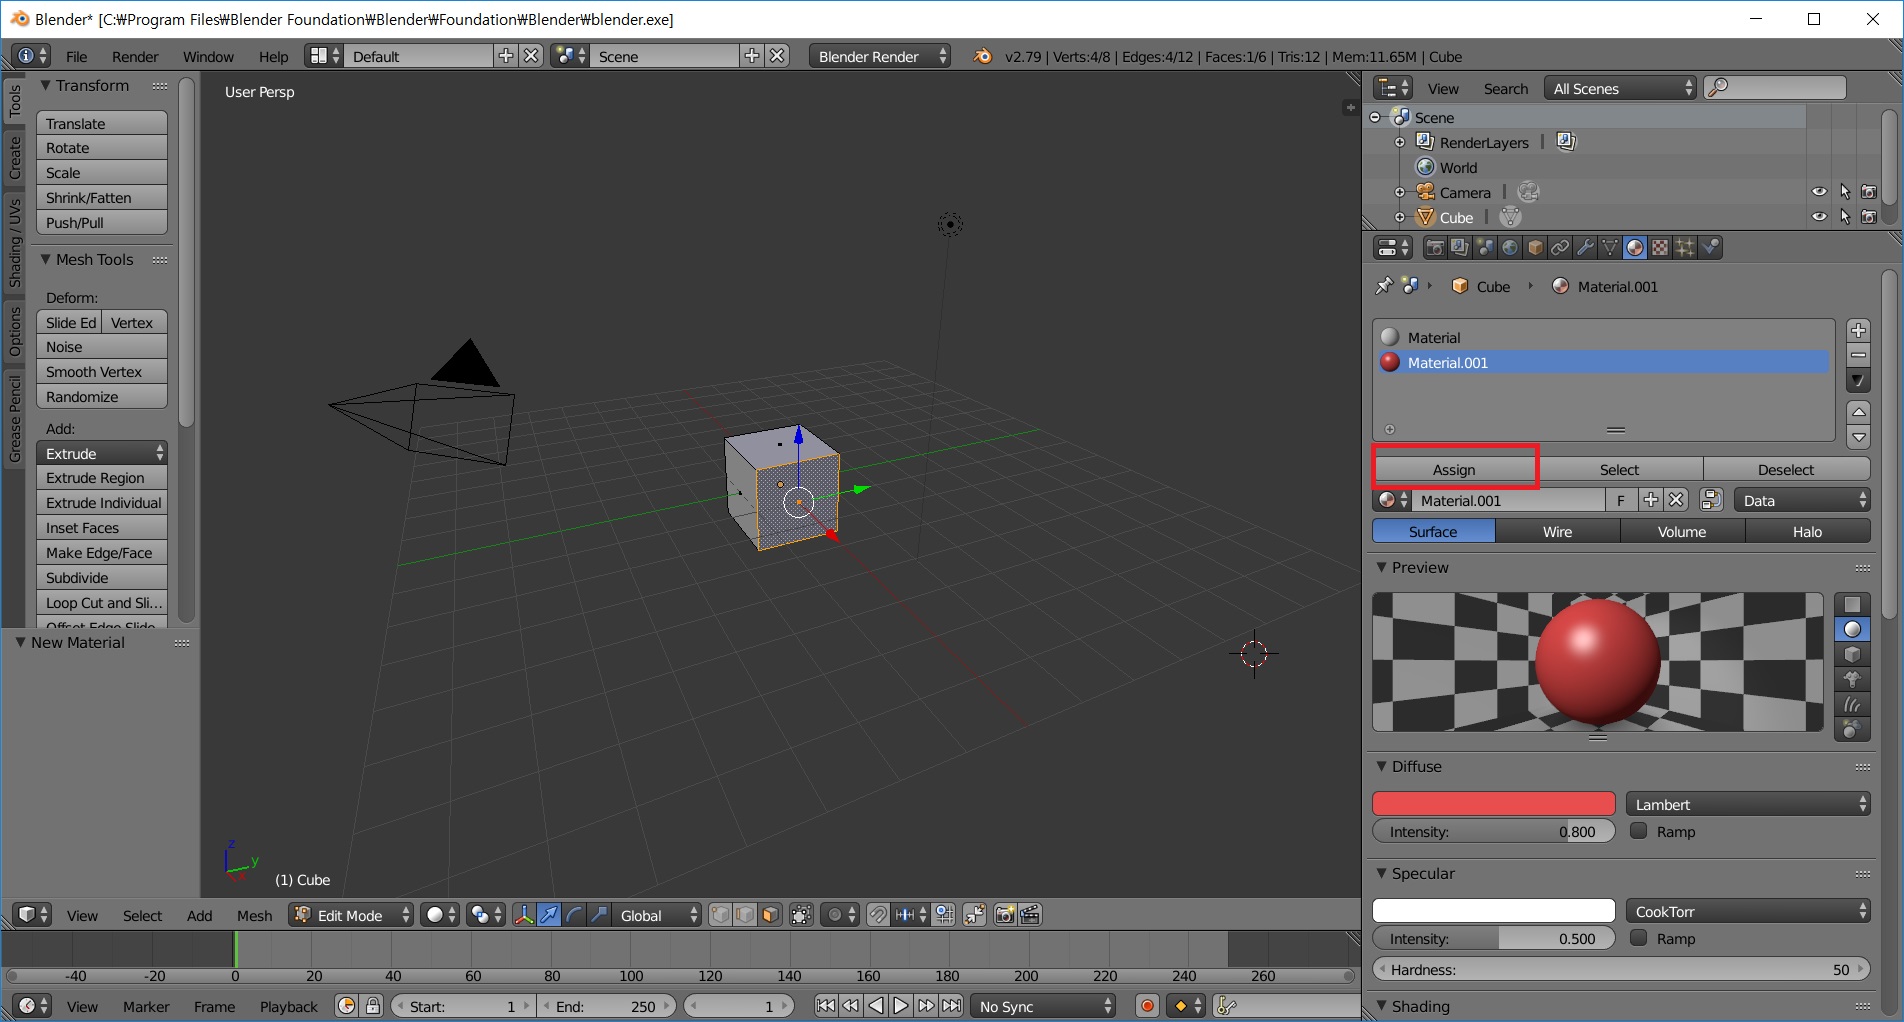 Blender* [C:₩Program Files₩Blender Foundation₩Blender₩Foundation₩Blender₩blender.exe]
File Render Window Help Default Scene Blender Render v2.79 | Verts:4/8 | Edges:4/12 | Faces:1/6 | Tris:12 | Mem:11.65M | Cube
Tools
Create
Shading / UVs
Options
Grease Pencil
Transform
Translate
Rotate
Scale
Shrink/Fatten
Push/Pull
Mesh Tools
Deform:
Slide Ed Vertex
Noise
Smooth Vertex
Randomize
Add:
Extrude
Extrude Region
Extrude Individual
Inset Faces
Make Edge/Face
Subdivide
Loop Cut and Sli...
Offset Edge Slide
New Material
User Persp
z
y
x
(1) Cube
View Select Add Mesh Edit Mode Global
-40 -20 0 20 40 60 80 100 120 140 160 180 200 220 240 260
View Marker Frame Playback Start: 1 End: 250 1 No Sync
View Search All Scenes
Scene
RenderLayers |
World
Camera |
Cube |
Cube Material.001
Material
Material.001
Assign Select Deselect
Material.001 F Data
Surface Wire Volume Halo
Preview
Diffuse
Lambert
Intensity: 0.800 Ramp
Specular
CookTorr
Intensity: 0.500 Ramp
Hardness: 50
Shading